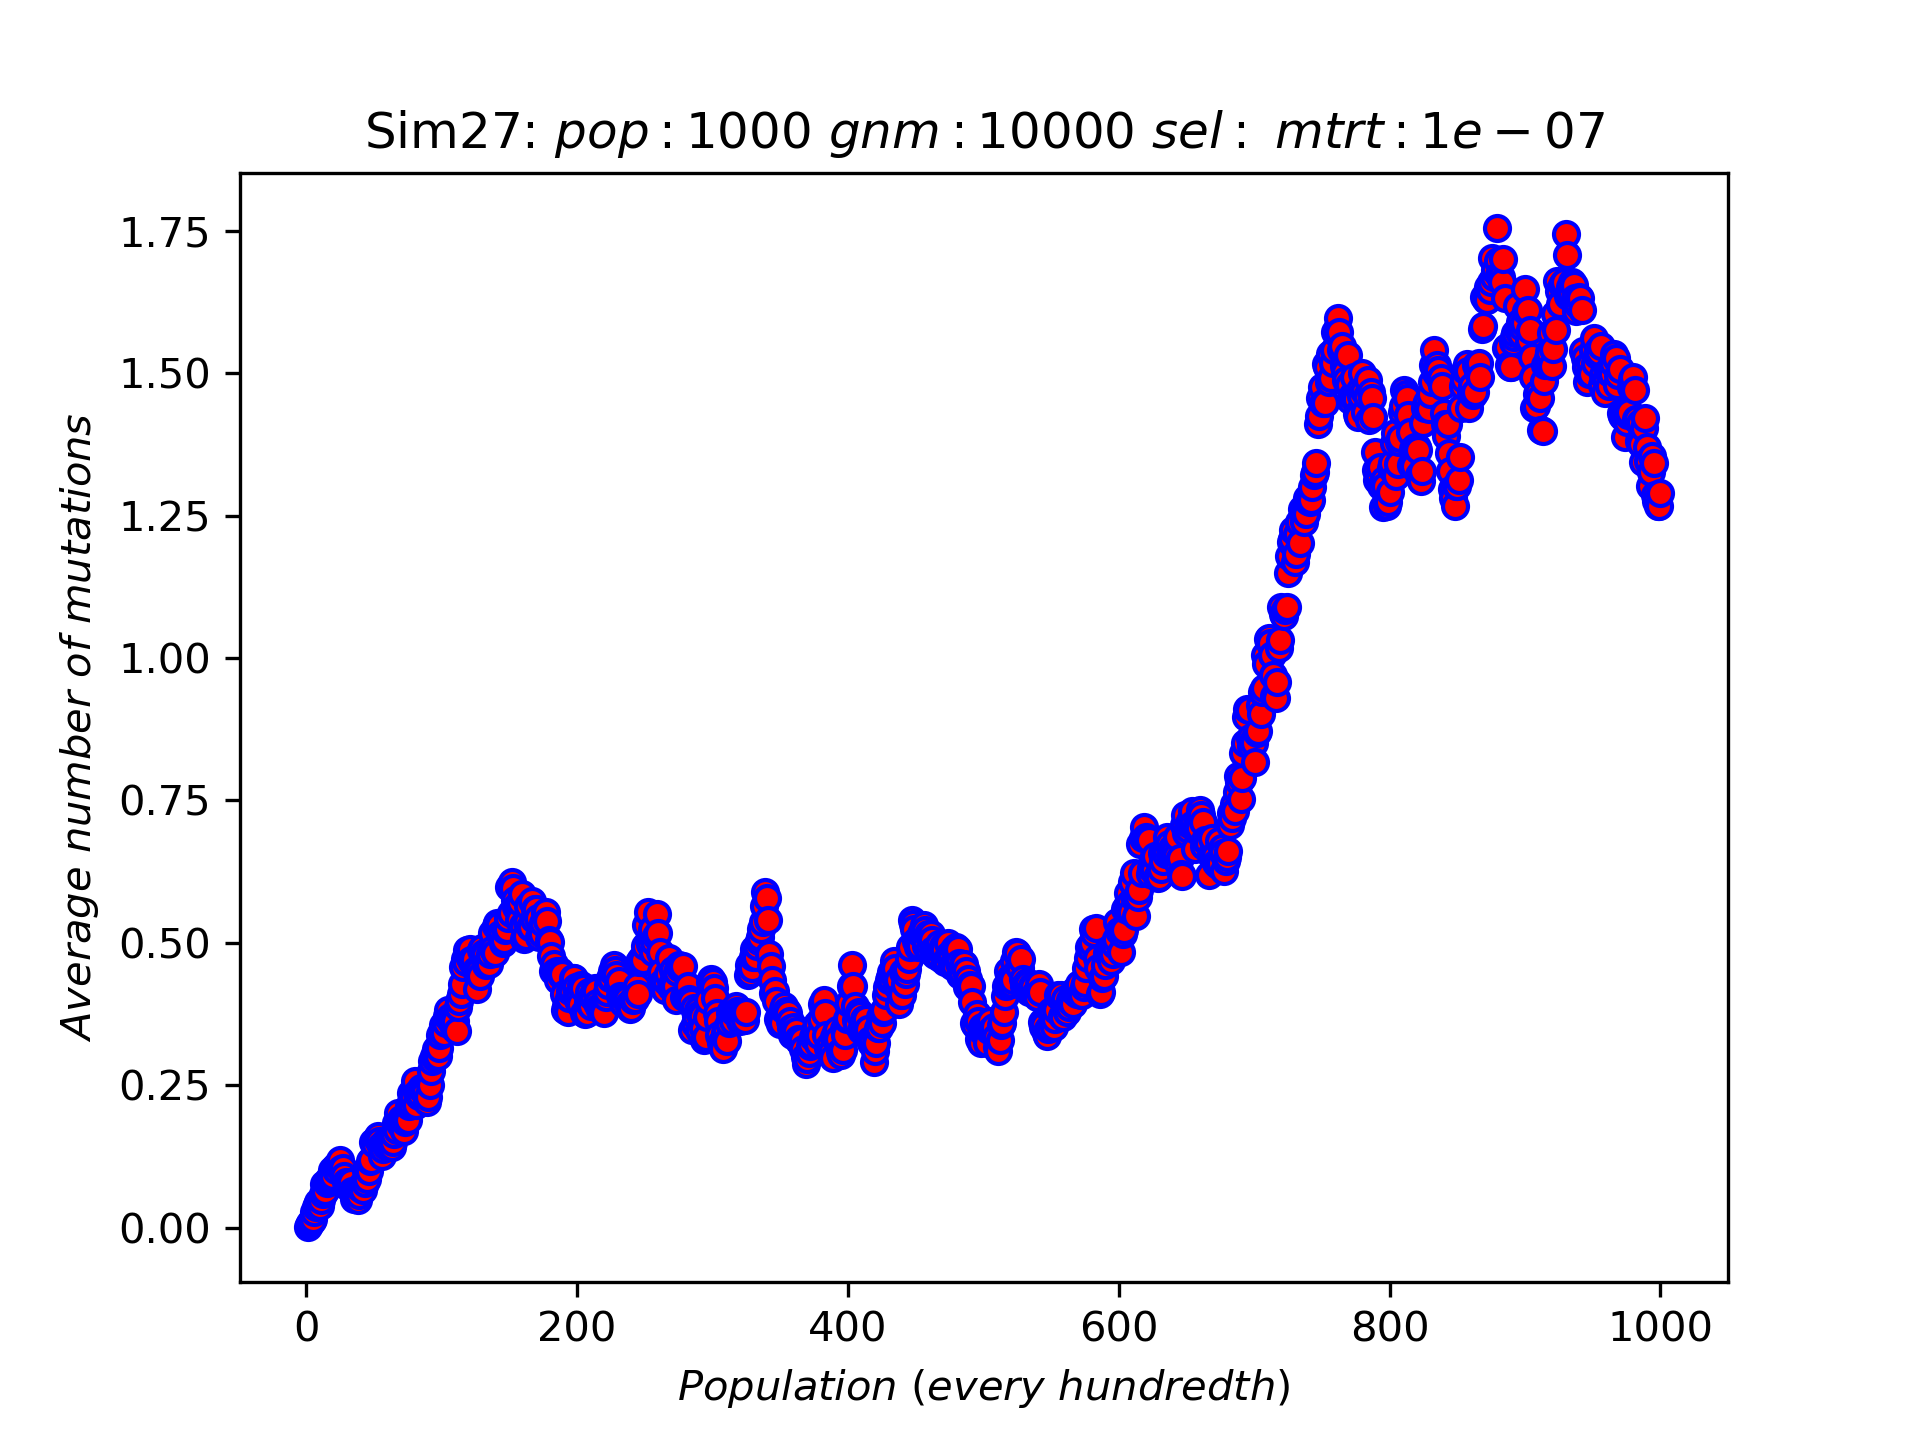 Sim27: pop : 1000 gnm : 10000 sel : mtrt : 1e − 07
1.75
1.50
1.25
1.00
0.75
0.50
0.25
0.00
Average number of mutations
0 200 400 600 800 1000
Population (every hundredth)